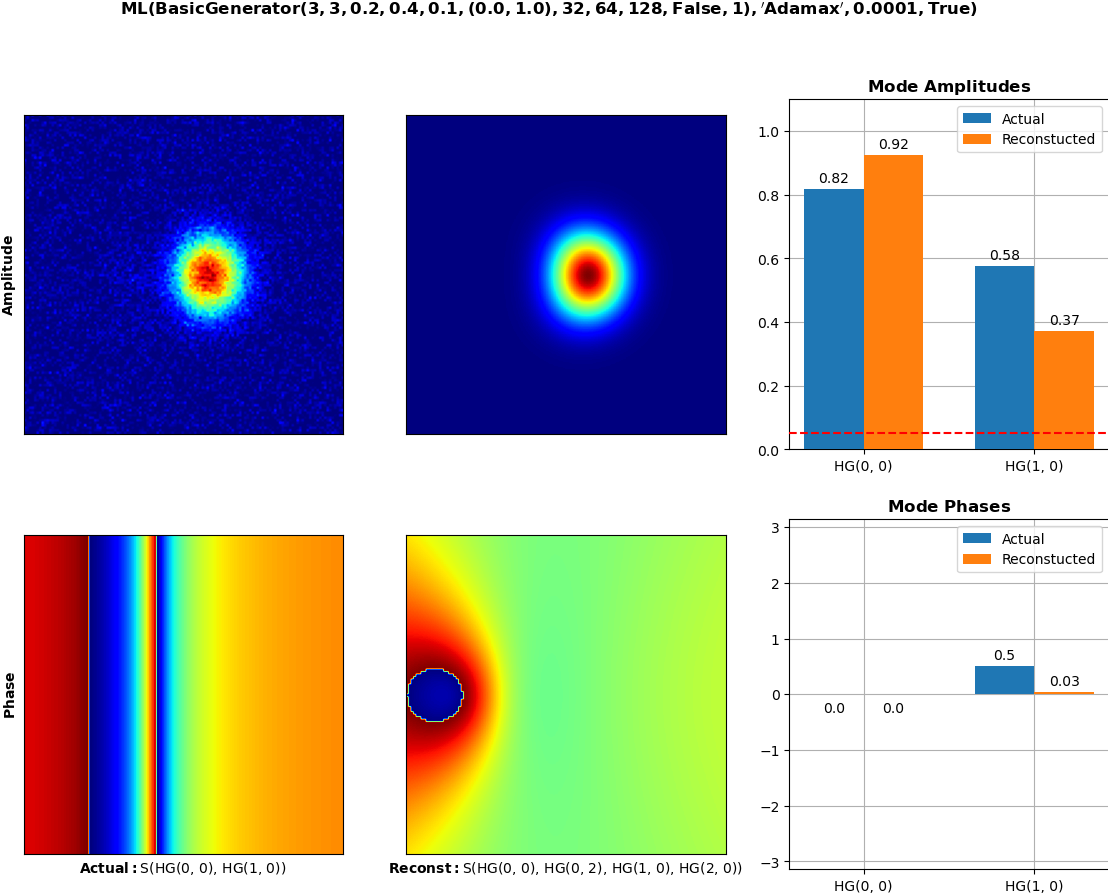 ML(BasicGenerator(3, 3, 0.2, 0.4, 0.1, (0.0, 1.0), 32, 64, 128, False, 1), ′Adamax′, 0.0001, True)
Amplitude
Mode Amplitudes
Actual
Reconstucted
1.0
0.8
0.6
0.4
0.2
0.0
0.82
0.92
0.58
0.37
HG(0, 0)
HG(1, 0)
Phase
Actual: S(HG(0, 0), HG(1, 0))
Reconst: S(HG(0, 0), HG(0, 2), HG(1, 0), HG(2, 0))
Mode Phases
Actual
Reconstucted
3
2
1
0
−1
−2
−3
0.0
0.0
0.5
0.03
HG(0, 0)
HG(1, 0)